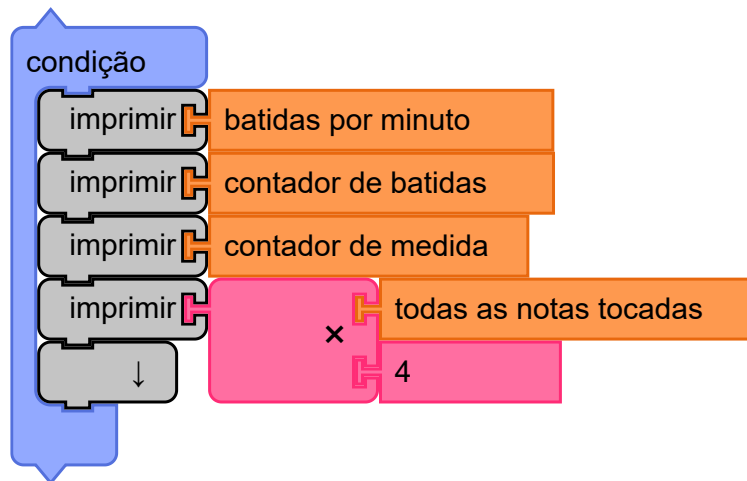 condição
imprimir batidas por minuto
imprimir contador de batidas
imprimir contador de medida
imprimir × todas as notas tocadas
↓ 4